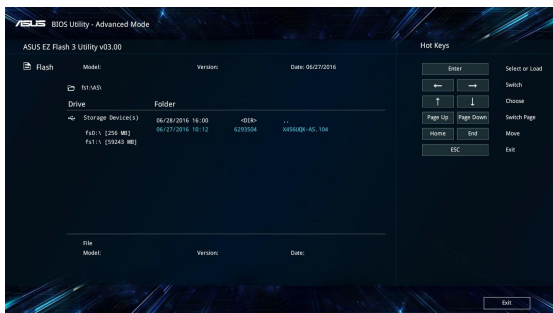 ASUS BIOS Utility - Advanced Mode
ASUS EZ Flash 3 Utility v03.00
Flash
Model: Version: Date: 06/27/2016
fs1:\AS\
Drive Folder
Storage Device(s)
fs0:\ [256 MB]
fs1:\ [59243 MB]
06/28/2016 16:00 <DIR> ..
06/27/2016 10:12 6293504 X456UQK-AS.104
File
Model: Version: Date:
Hot Keys
Enter Select or Load
← → Switch
↑ ↓ Choose
Page Up Page Down Switch Page
Home End Move
ESC Exit
Exit